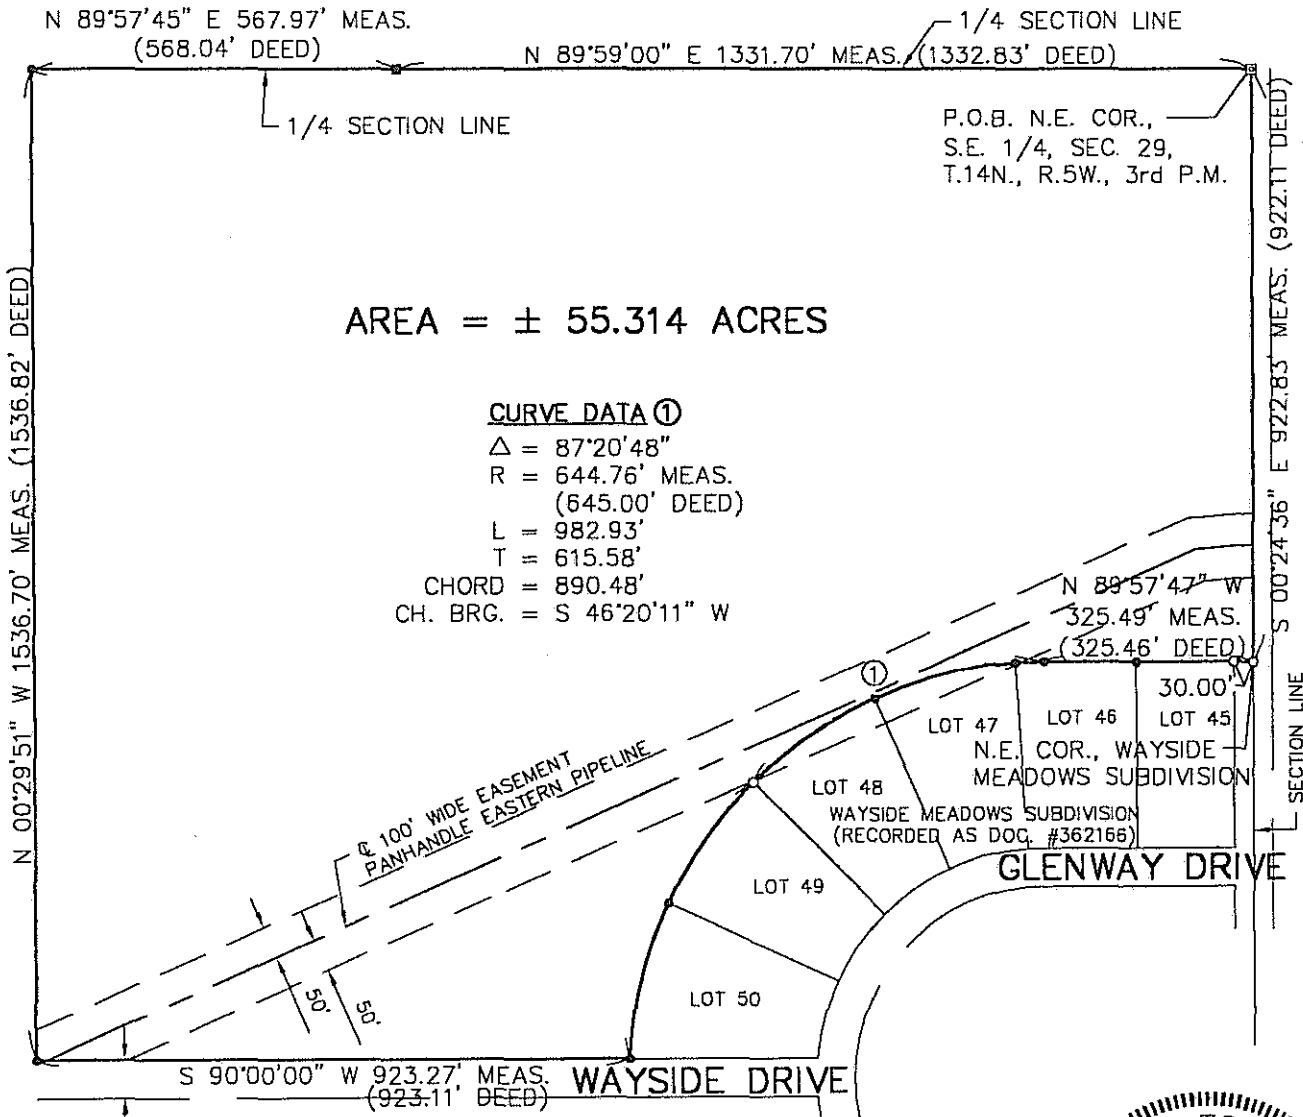 N 89°57'45" E 567.97' MEAS.
(568.04' DEED)
1/4 SECTION LINE
N 89°59'00" E 1331.70' MEAS. (1332.83' DEED)
1/4 SECTION LINE
P.O.B. N.E. COR.,
S.E. 1/4, SEC. 29,
T.14N., R.5W., 3rd P.M.
S 00°24'36" E 922.83' MEAS. (922.11' DEED)
N 00°29'51" W 1536.70' MEAS. (1536.82' DEED)
AREA = ± 55.314 ACRES
CURVE DATA ①
Δ = 87°20'48"
R = 644.76' MEAS.
(645.00' DEED)
L = 982.93'
T = 615.58'
CHORD = 890.48'
CH. BRG. = S 46°20'11" W
N 89°57'47" W
325.49' MEAS.
(325.46' DEED)
①
30.00'
LOT 47
LOT 46
LOT 45
N.E. COR., WAYSIDE
MEADOWS SUBDIVISION
SECTION LINE
LOT 48
WAYSIDE MEADOWS SUBDIVISION
(RECORDED AS DOC. #362166)
GLENWAY DRIVE
℄ 100' WIDE EASEMENT
PANHANDLE EASTERN PIPELINE
LOT 49
LOT 50
50'
50'
S 90°00'00" W 923.27' MEAS.
(923.11' DEED)
WAYSIDE DRIVE